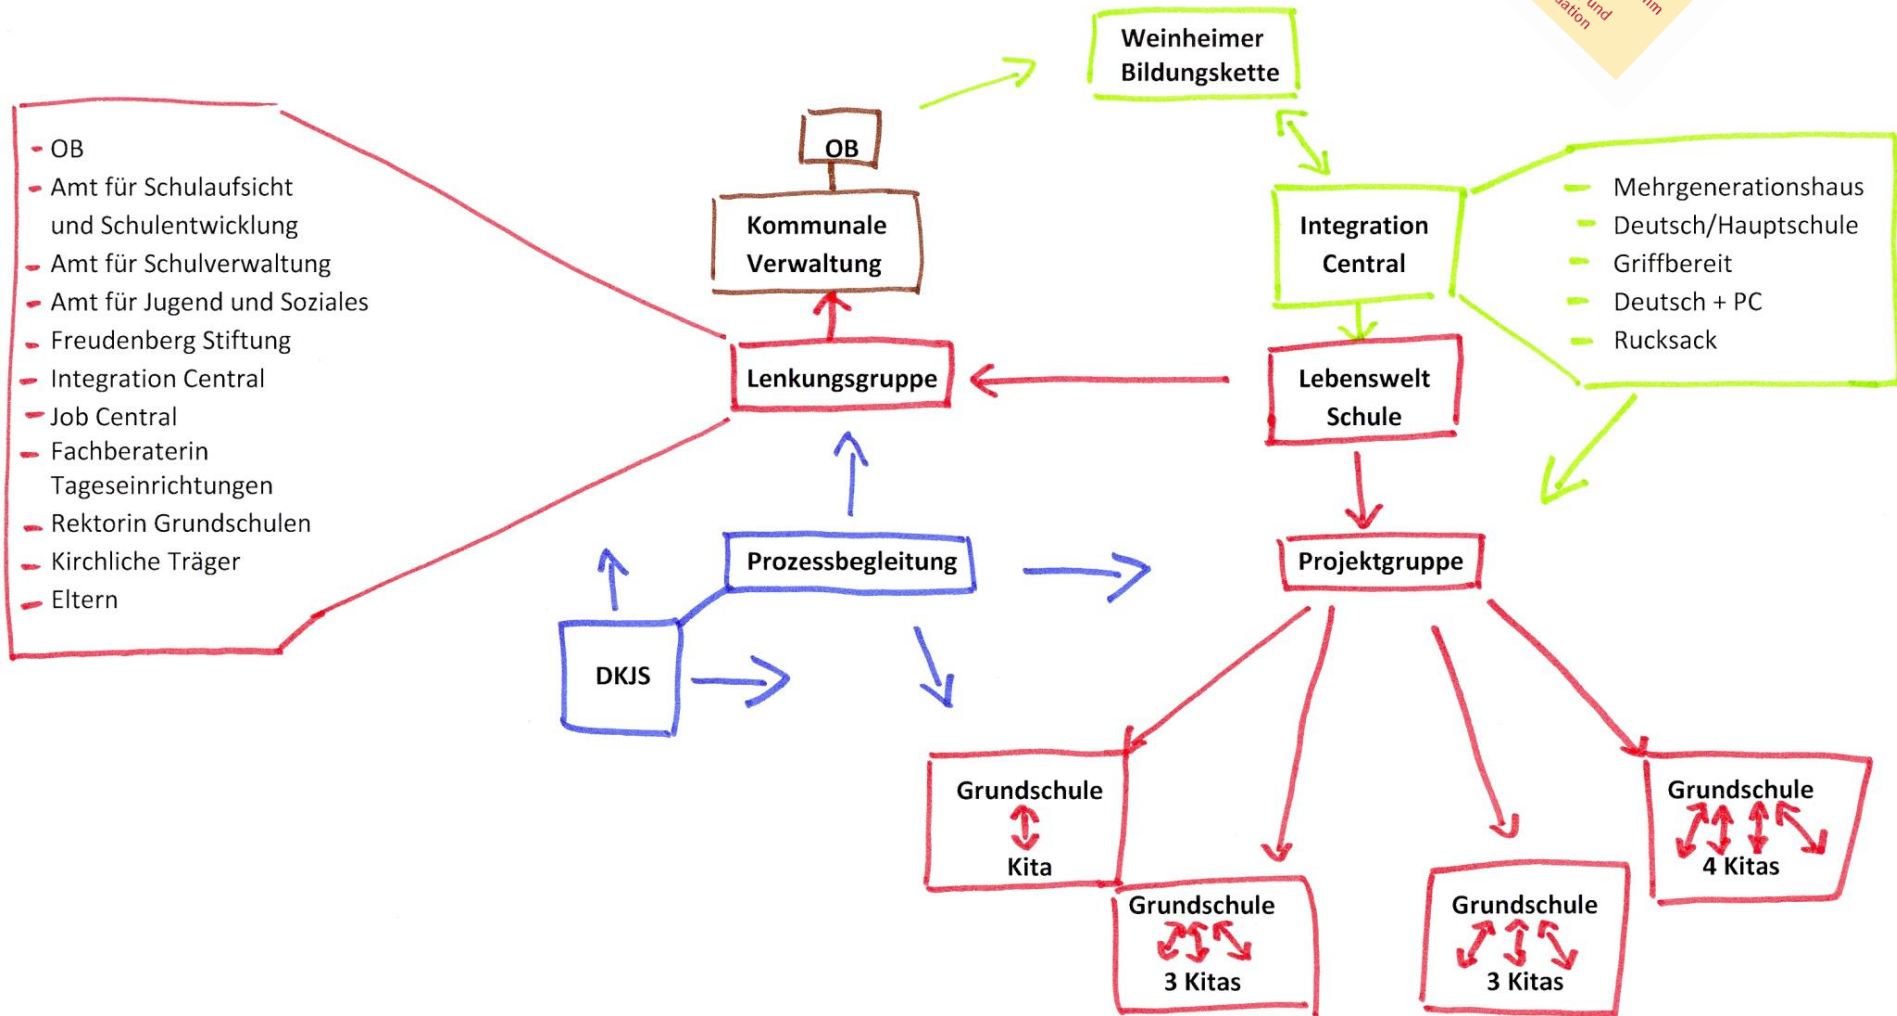 Weinheimer
Bildungskette
OB
Kommunale
Verwaltung
Integration
Central
Mehrgenerationshaus
Deutsch/Hauptschule
Griffbereit
Deutsch + PC
Rucksack
OB
Amt für Schulaufsicht
und Schulentwicklung
Amt für Schulverwaltung
Amt für Jugend und Soziales
Freudenberg Stiftung
Integration Central
Job Central
Fachberaterin
Tageseinrichtungen
Rektorin Grundschulen
Kirchliche Träger
Eltern
Lenkungsgruppe
Lebenswelt
Schule
Prozessbegleitung
Projektgruppe
DKJS
Grundschule
Kita
Grundschule
3 Kitas
Grundschule
3 Kitas
Grundschule
4 Kitas
und